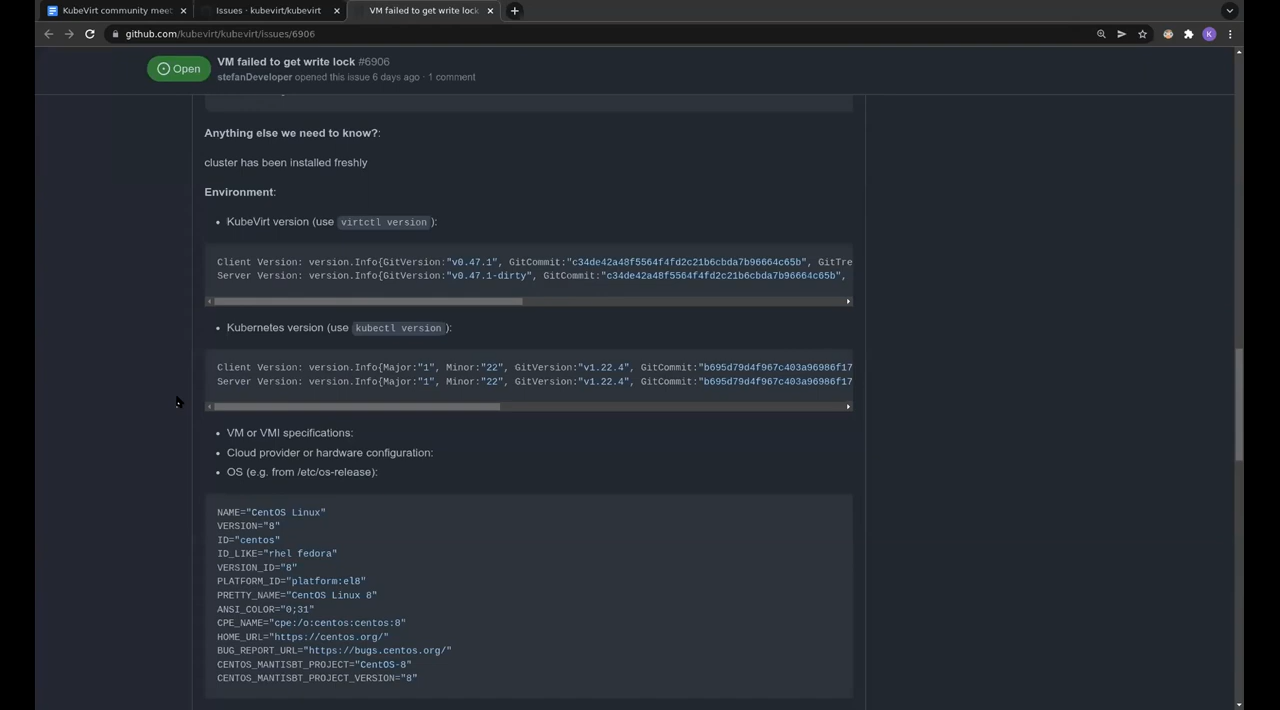 KubeVirt community meet
Issues · kubevirt/kubevirt
VM failed to get write lock
github.com/kubevirt/kubevirt/issues/6906
K
Open
VM failed to get write lock #6906
stefanDeveloper opened this issue 6 days ago · 1 comment
Anything else we need to know?:
cluster has been installed freshly
Environment:
• KubeVirt version (use virtctl version):
Client Version: version.Info{GitVersion:"v0.47.1", GitCommit:"c34de42a48f5564f4fd2c21b6cbda7b96664c65b", GitTre
Server Version: version.Info{GitVersion:"v0.47.1-dirty", GitCommit:"c34de42a48f5564f4fd2c21b6cbda7b96664c65b",
• Kubernetes version (use kubectl version):
Client Version: version.Info{Major:"1", Minor:"22", GitVersion:"v1.22.4", GitCommit:"b695d79d4f967c403a96986f17
Server Version: version.Info{Major:"1", Minor:"22", GitVersion:"v1.22.4", GitCommit:"b695d79d4f967c403a96986f17
• VM or VMI specifications:
• Cloud provider or hardware configuration:
• OS (e.g. from /etc/os-release):
NAME="CentOS Linux"
VERSION="8"
ID="centos"
ID_LIKE="rhel fedora"
VERSION_ID="8"
PLATFORM_ID="platform:el8"
PRETTY_NAME="CentOS Linux 8"
ANSI_COLOR="0;31"
CPE_NAME="cpe:/o:centos:centos:8"
HOME_URL="https://centos.org/"
BUG_REPORT_URL="https://bugs.centos.org/"
CENTOS_MANTISBT_PROJECT="CentOS-8"
CENTOS_MANTISBT_PROJECT_VERSION="8"